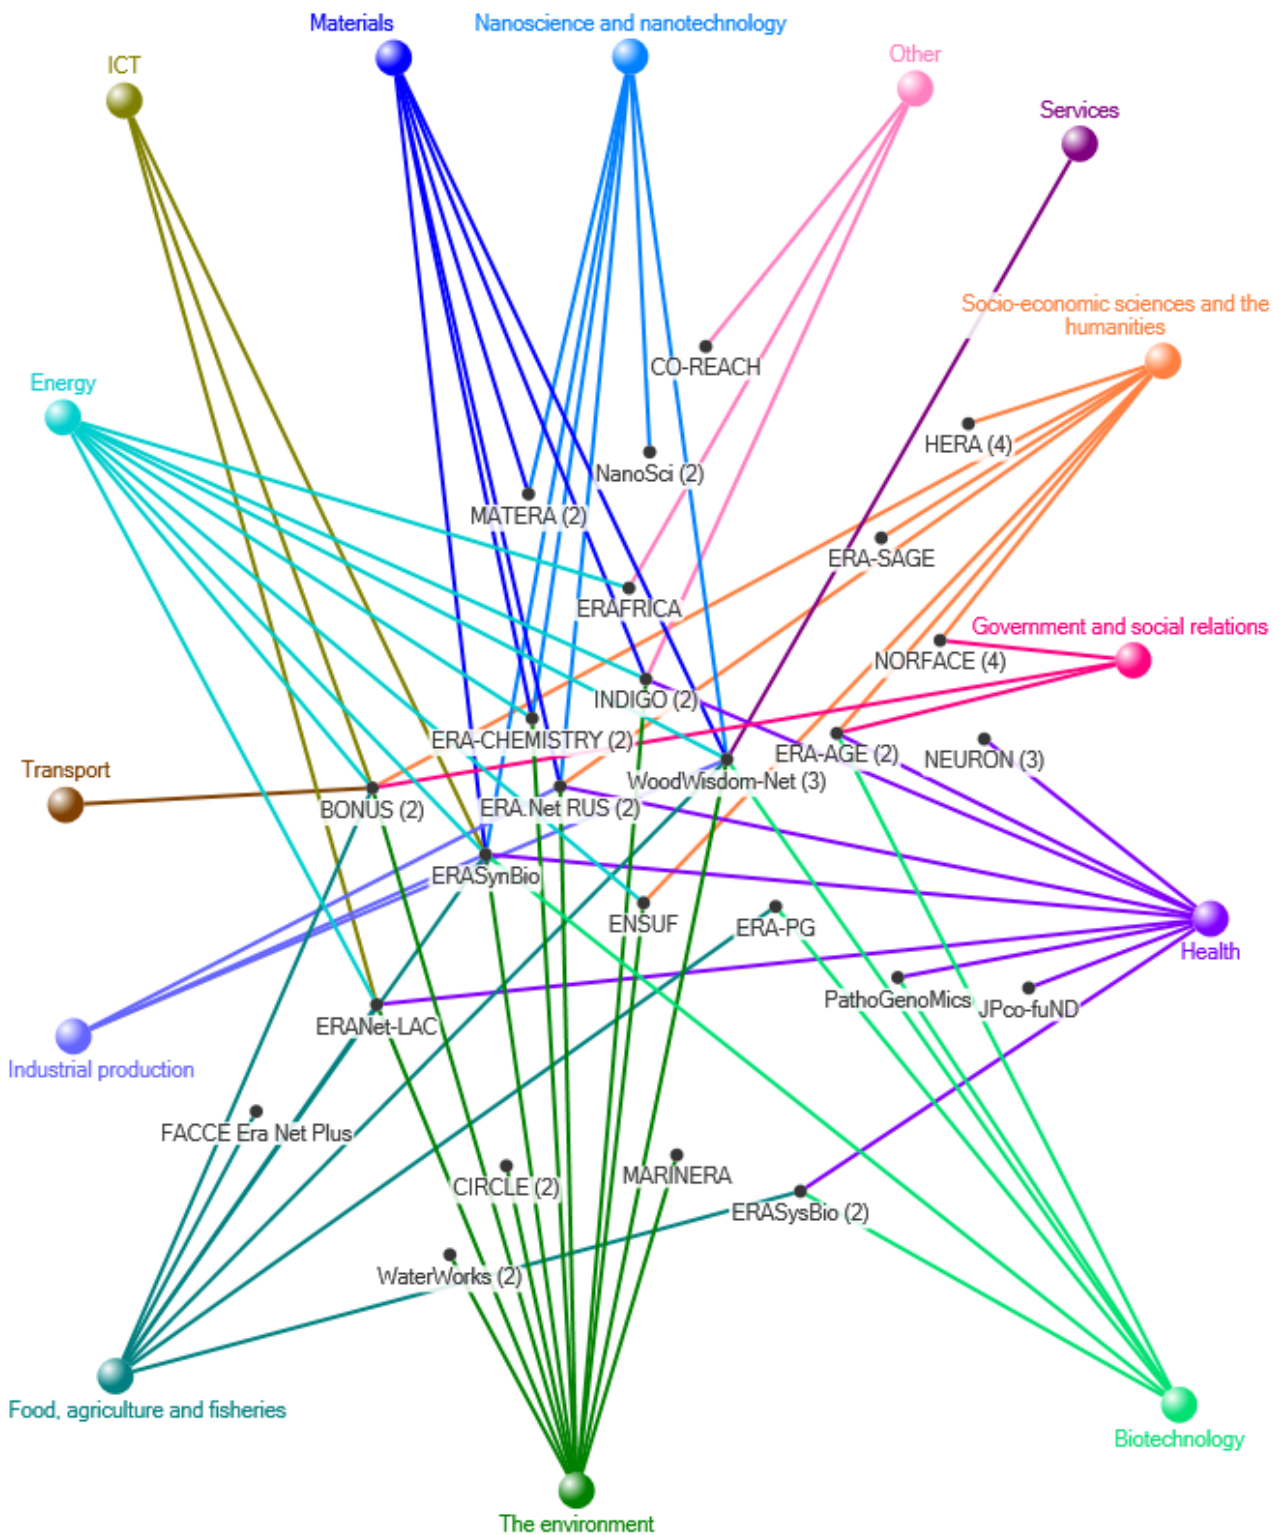 Materials
Nanoscience and nanotechnology
Other
ICT
Services
Socio-economic sciences and the
humanities
CO-REACH
Energy
HERA (4)
NanoSci (2)
MATERA (2)
ERA-SAGE
ERAFRICA
Government and social relations
NORFACE (4)
INDIGO (2)
ERA-CHEMISTRY (2)
ERA-AGE (2)
NEURON (3)
Transport
WoodWisdom-Net (3)
BONUS (2)
ERA.Net RUS (2)
ERASynBio
ENSUF
ERA-PG
Health
PathoGenoMics
JPco-fuND
ERANet-LAC
Industrial production
FACCE Era Net Plus
MARINERA
CIRCLE (2)
ERASysBio (2)
WaterWorks (2)
Food, agriculture and fisheries
Biotechnology
The environment